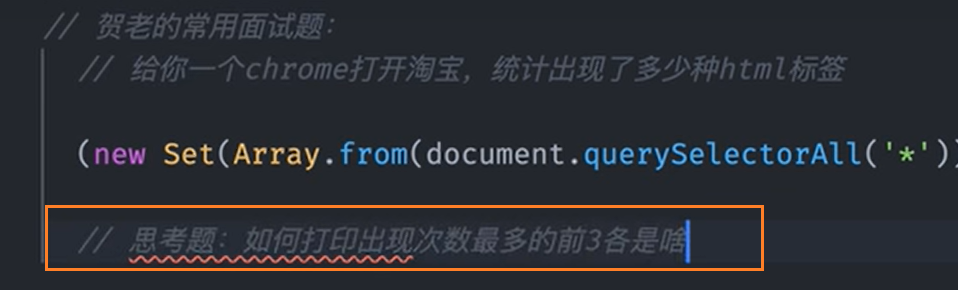 // 贺老的常用面试题：
// 给你一个chrome打开淘宝，统计出现了多少种html标签
(new Set(Array.from(document.querySelectorAll('*'))
// 思考题：如何打印出现次数最多的前3各是啥